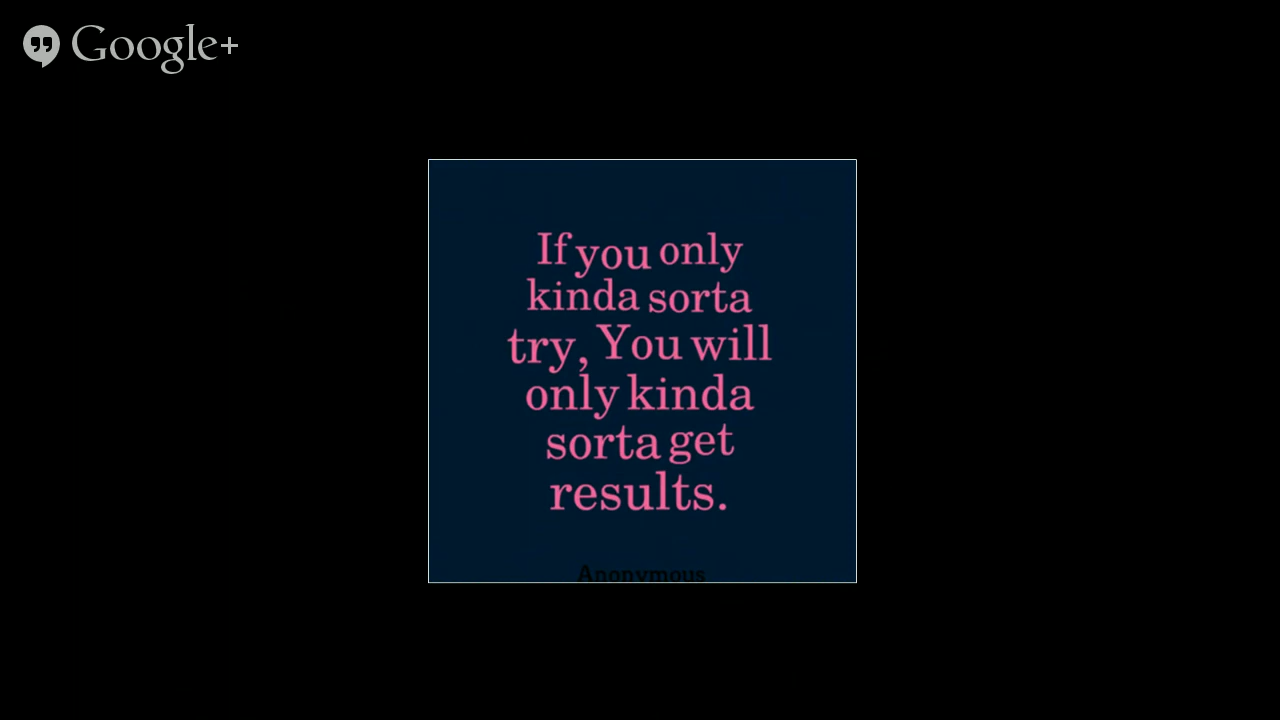 Google+
If you only
kinda sorta
try, You will
only kinda
sorta get
results.
Anonymous